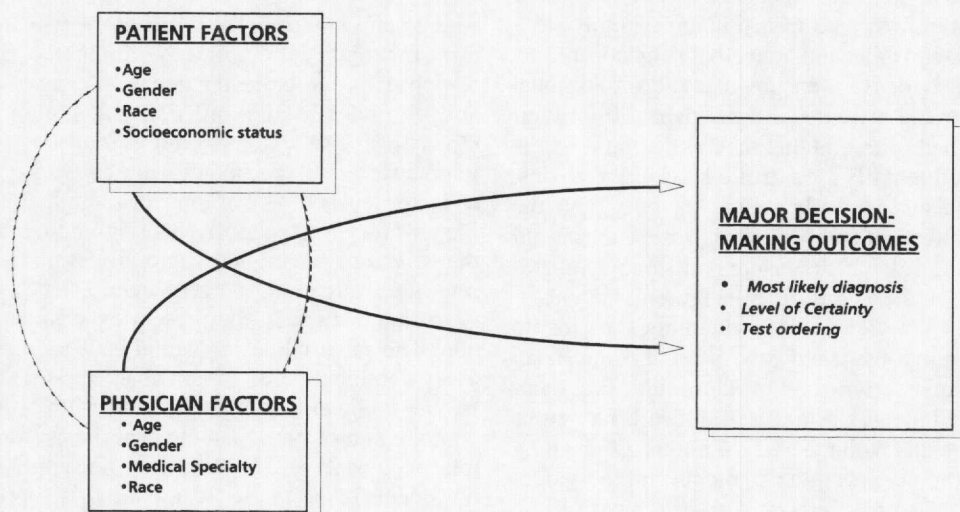 PATIENT FACTORS
•Age
•Gender
•Race
•Socioeconomic status
MAJOR DECISION-
MAKING OUTCOMES
• Most likely diagnosis
• Level of Certainty
• Test ordering
PHYSICIAN FACTORS
• Age
•Gender
•Medical Specialty
•Race